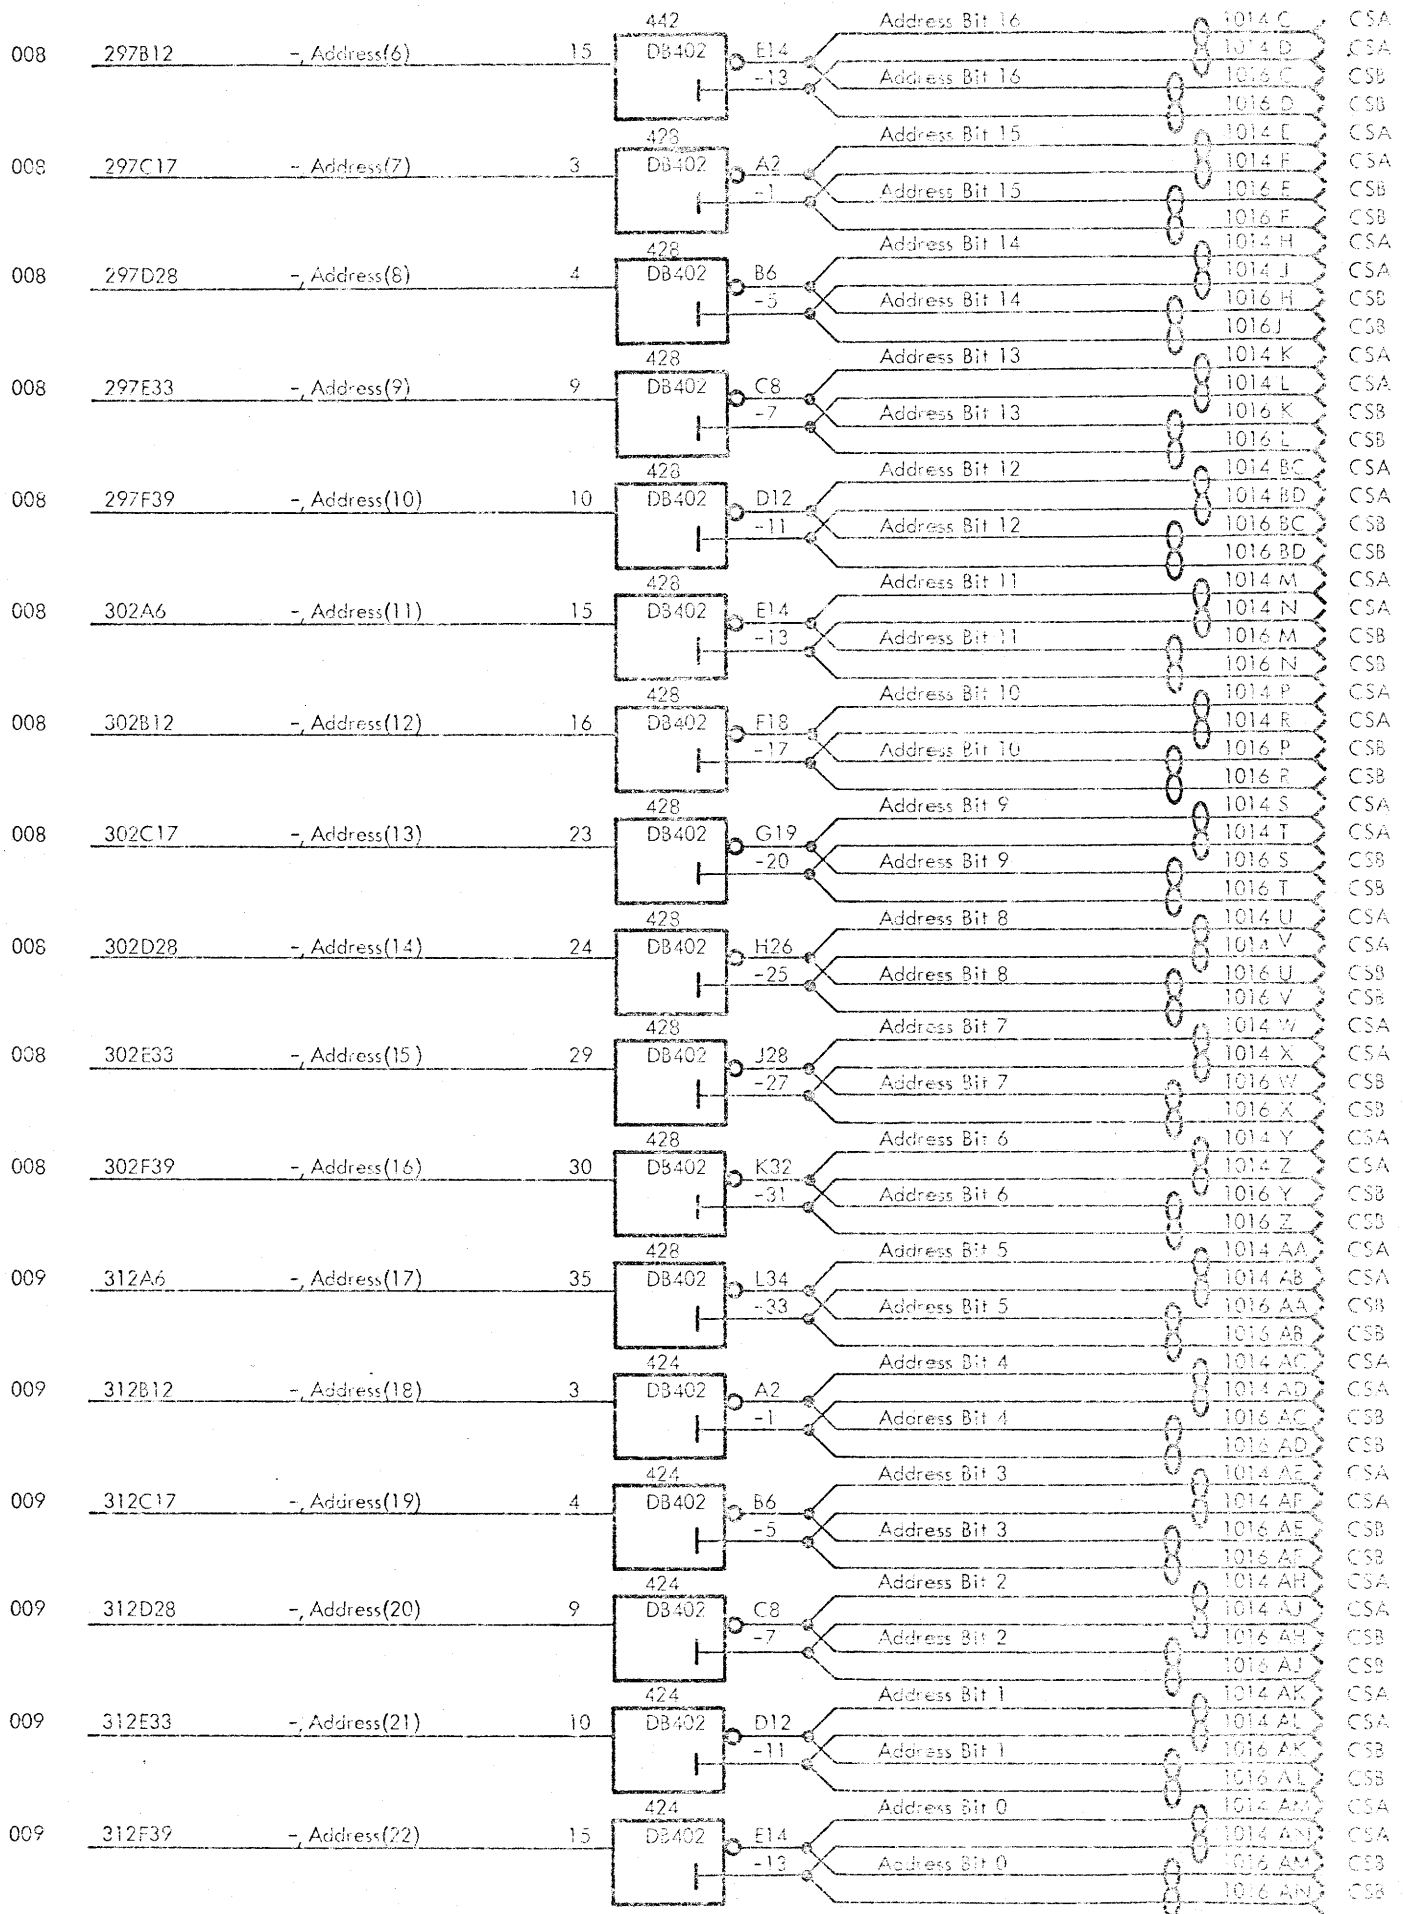 442 Address Bit 16 1014 C CSA
008 297B12 -, Address(6) 15 DB402 E14 1014 D CSA
-13 Address Bit 16 1016 C CSB
1016 D CSB
428 Address Bit 15 1014 E CSA
008 297C17 -, Address(7) 3 DB402 A2 1014 F CSA
-1 Address Bit 15 1016 E CSB
1016 F CSB
428 Address Bit 14 1014 H CSA
008 297D28 -, Address(8) 4 DB402 B6 1014 J CSA
-5 Address Bit 14 1016 H CSB
1016J CSB
428 Address Bit 13 1014 K CSA
008 297E33 -, Address(9) 9 DB402 C8 1014 L CSA
-7 Address Bit 13 1016 K CSB
1016 L CSB
428 Address Bit 12 1014 BC CSA
008 297F39 -, Address(10) 10 DB402 D12 1014 BD CSA
-11 Address Bit 12 1016 BC CSB
1016 BD CSB
428 Address Bit 11 1014 M CSA
008 302A6 -, Address(11) 15 DB402 E14 1014 N CSA
-13 Address Bit 11 1016 M CSB
1016 N CSB
428 Address Bit 10 1014 P CSA
008 302B12 -, Address(12) 16 DB402 F18 1014 R CSA
-17 Address Bit 10 1016 P CSB
1016 R CSB
428 Address Bit 9 1014 S CSA
008 302C17 -, Address(13) 23 DB402 G19 1014 T CSA
-20 Address Bit 9 1016 S CSB
1016 T CSB
428 Address Bit 8 1014 U CSA
008 302D28 -, Address(14) 24 DB402 H26 1014 V CSA
-25 Address Bit 8 1016 U CSB
1016 V CSB
428 Address Bit 7 1014 W CSA
008 302E33 -, Address(15) 29 DB402 J28 1014 X CSA
-27 Address Bit 7 1016 W CSB
1016 X CSB
428 Address Bit 6 1014 Y CSA
008 302F39 -, Address(16) 30 DB402 K32 1014 Z CSA
-31 Address Bit 6 1016 Y CSB
1016 Z CSB
428 Address Bit 5 1014 AA CSA
009 312A6 -, Address(17) 35 DB402 L34 1014 AB CSA
-33 Address Bit 5 1016 AA CSB
1016 AB CSB
424 Address Bit 4 1014 AC CSA
009 312B12 -, Address(18) 3 DB402 A2 1014 AD CSA
-1 Address Bit 4 1016 AC CSB
1016 AD CSB
424 Address Bit 3 1014 AE CSA
009 312C17 -, Address(19) 4 DB402 B6 1014 AF CSA
-5 Address Bit 3 1016 AE CSB
1016 AF CSB
424 Address Bit 2 1014 AH CSA
009 312D28 -, Address(20) 9 DB402 C8 1014 AJ CSA
-7 Address Bit 2 1016 AH CSB
1016 AJ CSB
424 Address Bit 1 1014 AK CSA
009 312E33 -, Address(21) 10 DB402 D12 1014 AL CSA
-11 Address Bit 1 1016 AK CSB
1016 AL CSB
424 Address Bit 0 1014 AM CSA
009 312F39 -, Address(22) 15 DB402 E14 1014 AN CSA
-13 Address Bit 0 1016 AM CSB
1016 AN CSB